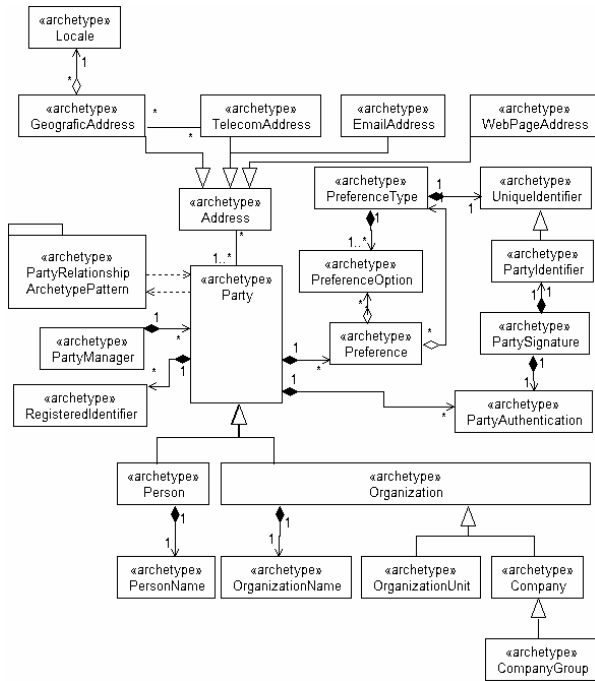 «archetype»
Locale
1
*
«archetype»
GeograficAddress
*
*
«archetype»
TelecomAddress
«archetype»
EmailAddress
«archetype»
WebPageAddress
«archetype»
Address
*
1..*
«archetype»
PreferenceType
1
1
«archetype»
UniqueIdentifier
1
1..*
«archetype»
PartyRelationship
ArchetypePattern
«archetype»
Party
«archetype»
PreferenceOption
*
1
«archetype»
PartyIdentifier
1
1
«archetype»
PartyManager
1
*
«archetype»
Preference
*
1
*
«archetype»
PartySignature
1
1
*
1
«archetype»
RegisteredIdentifier
1
*
«archetype»
PartyAuthentication
«archetype»
Person
«archetype»
Organization
1
1
1
1
«archetype»
PersonName
«archetype»
OrganizationName
«archetype»
OrganizationUnit
«archetype»
Company
«archetype»
CompanyGroup